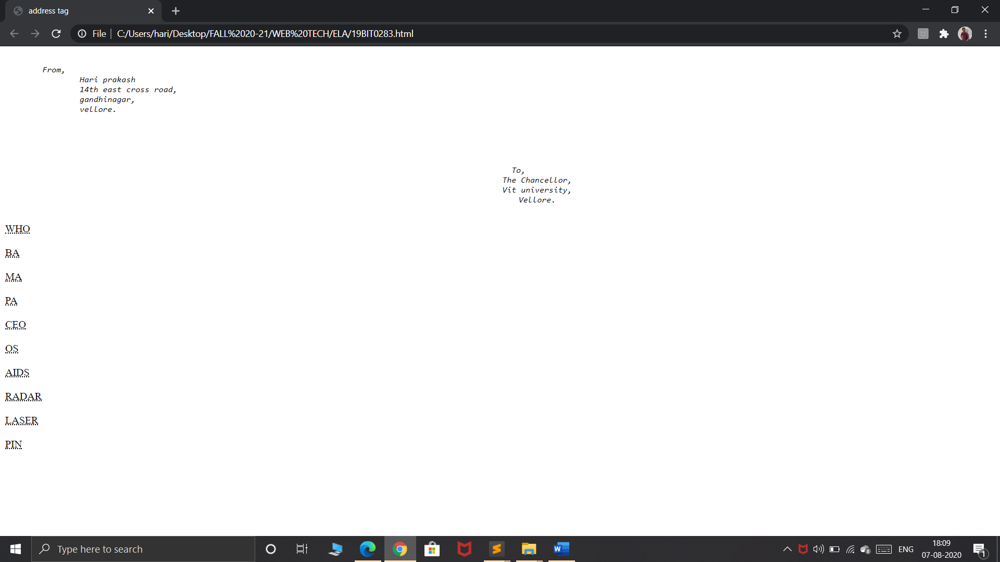 address tag
File
C:/Users/hari/Desktop/FALL%2020-21/WEB%20TECH/ELA/19BIT0283.html
From,
Hari prakash
14th east cross road,
gandhinagar,
vellore.
To,
The Chancellor,
Vit university,
Vellore.
WHO
BA
MA
PA
CEO
OS
AIDS
RADAR
LASER
PIN
Type here to search
ENG
18:09
07-08-2020
1